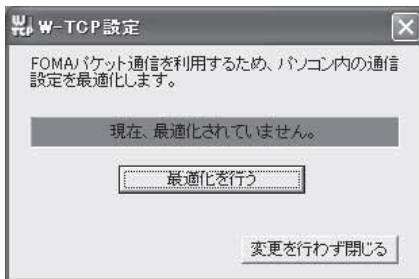 W-TCP
W-TCP設定
FOMAパケット通信を利用するため、パソコン内の通信
設定を最適化します。
現在、最適化されていません。
最適化を行う
変更を行わず閉じる